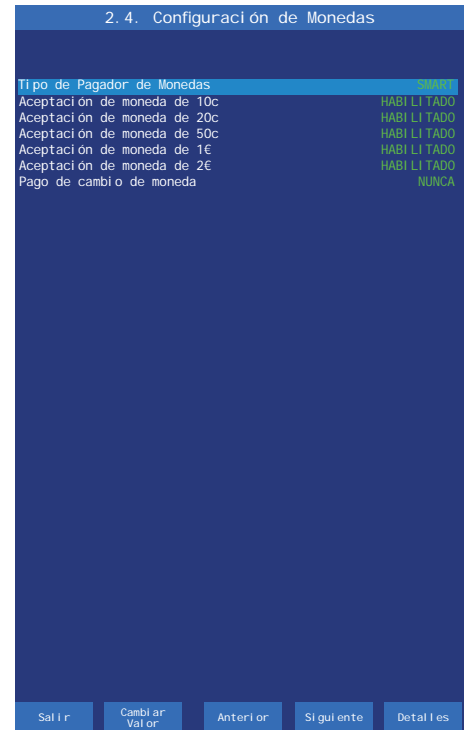 2.4. Configuración de Monedas
Tipo de Pagador de Monedas SMART
Aceptación de moneda de 10c HABILITADO
Aceptación de moneda de 20c HABILITADO
Aceptación de moneda de 50c HABILITADO
Aceptación de moneda de 1€ HABILITADO
Aceptación de moneda de 2€ HABILITADO
Pago de cambio de moneda NUNCA
Salir Cambiar Valor Anterior Siguiente Detalles